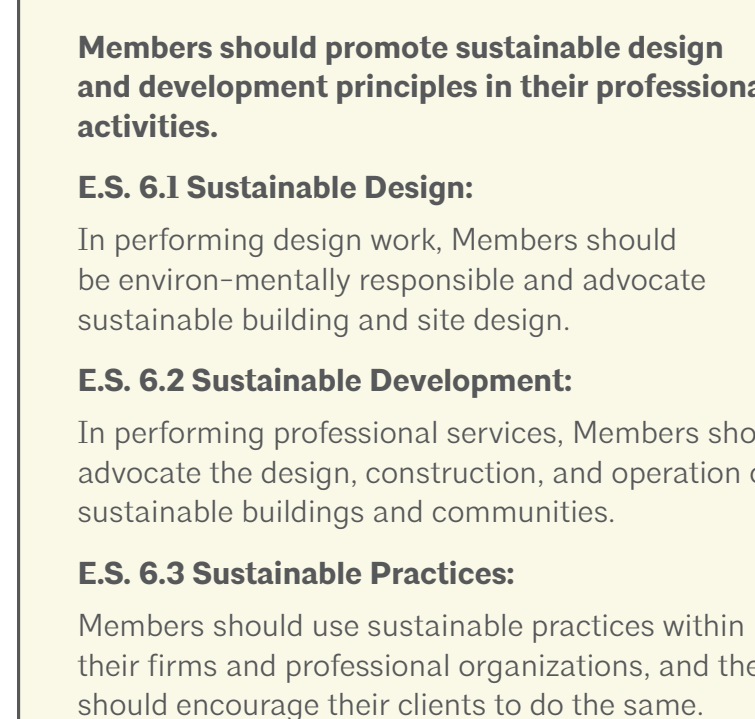 Members should promote sustainable design
and development principles in their professiona
activities.
E.S. 6.1 Sustainable Design:
In performing design work, Members should
be environ-mentally responsible and advocate
sustainable building and site design.
E.S. 6.2 Sustainable Development:
In performing professional services, Members sho
advocate the design, construction, and operation o
sustainable buildings and communities.
E.S. 6.3 Sustainable Practices:
Members should use sustainable practices within
their firms and professional organizations, and the
should encourage their clients to do the same.